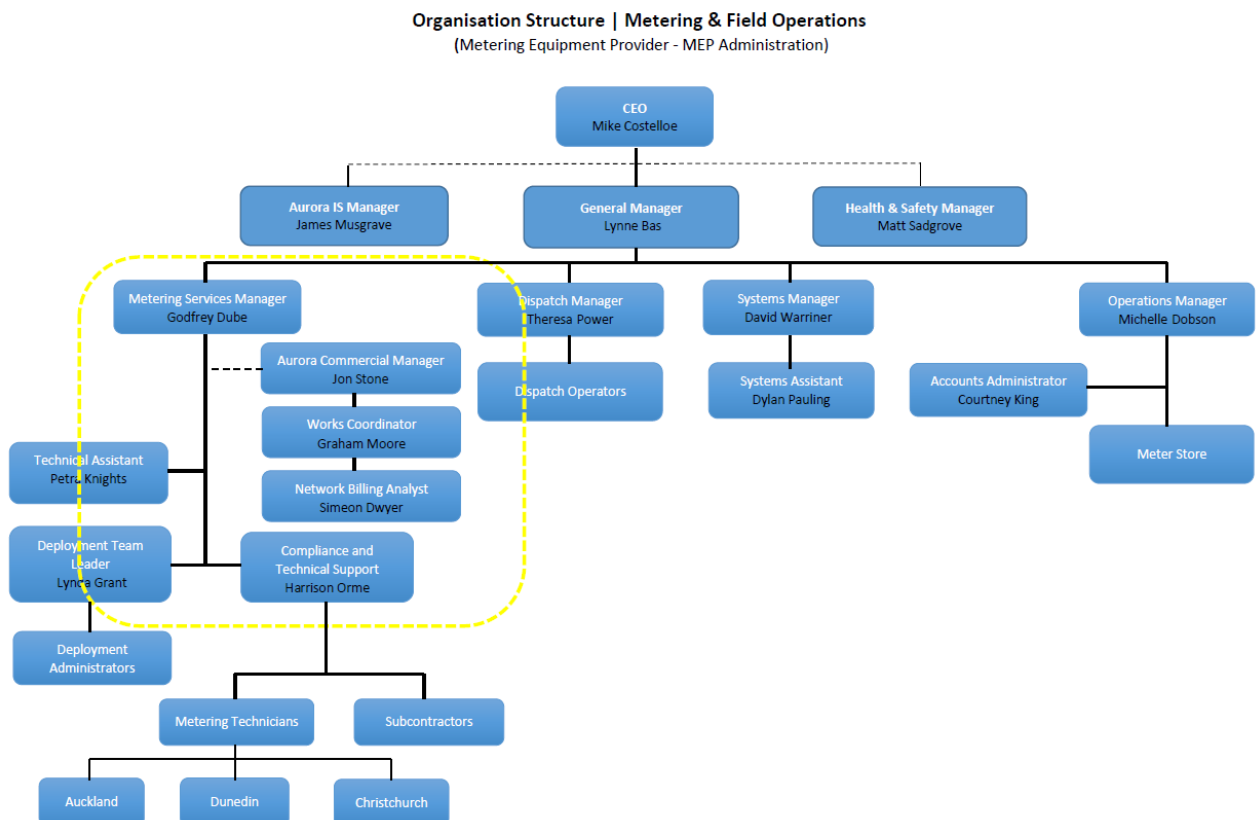 Organisation Structure | Metering & Field Operations
(Metering Equipment Provider - MEP Administration)
CEO
Mike Costelloe
Aurora IS Manager
James Musgrave
General Manager
Lynne Bas
Health & Safety Manager
Matt Sadgrove
Metering Services Manager
Godfrey Dube
Dispatch Manager
Theresa Power
Systems Manager
David Warriner
Operations Manager
Michelle Dobson
Aurora Commercial Manager
Jon Stone
Dispatch Operators
Systems Assistant
Dylan Pauling
Accounts Administrator
Courtney King
Works Coordinator
Graham Moore
Meter Store
Technical Assistant
Petra Knights
Network Billing Analyst
Simeon Dwyer
Deployment Team
Leader
Lynda Grant
Compliance and
Technical Support
Harrison Orme
Deployment
Administrators
Metering Technicians
Subcontractors
Auckland
Dunedin
Christchurch